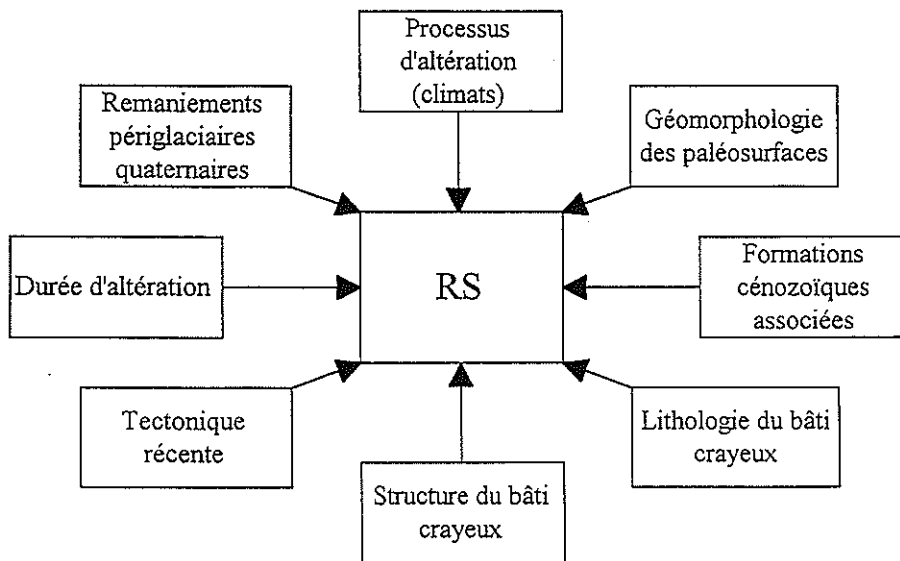 Processus
d'altération
(climats)
Remaniements
périglaciaires
quaternaires
Géomorphologie
des paléosurfaces
Durée d'altération
RS
Formations
cénozoïques
associées
Tectonique
récente
Structure du bâti
crayeux
Lithologie du bâti
crayeux